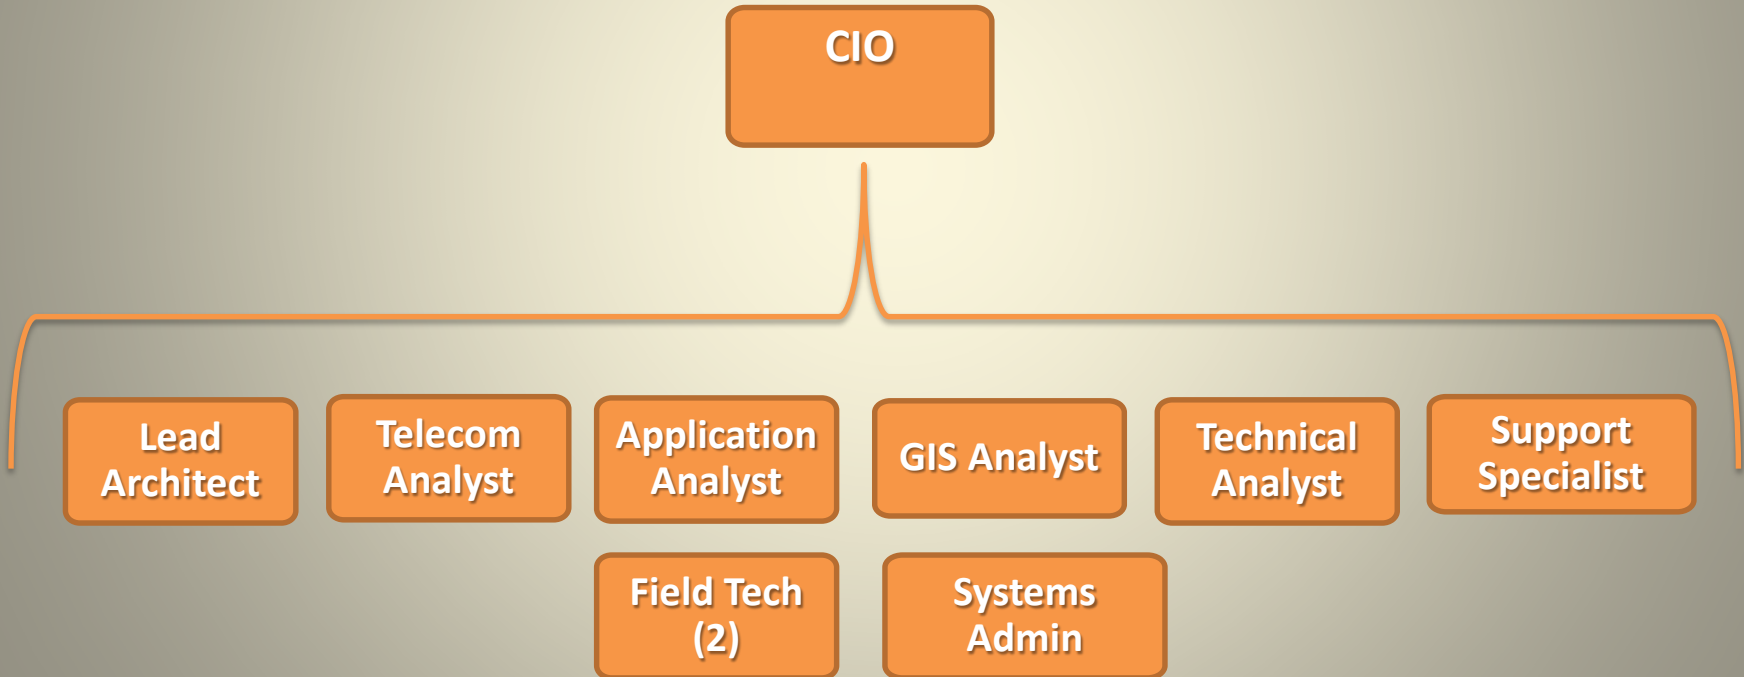 CIO
Lead
Architect
Telecom
Analyst
Application
Analyst
GIS Analyst
Technical
Analyst
Support
Specialist
Field Tech
(2)
Systems
Admin